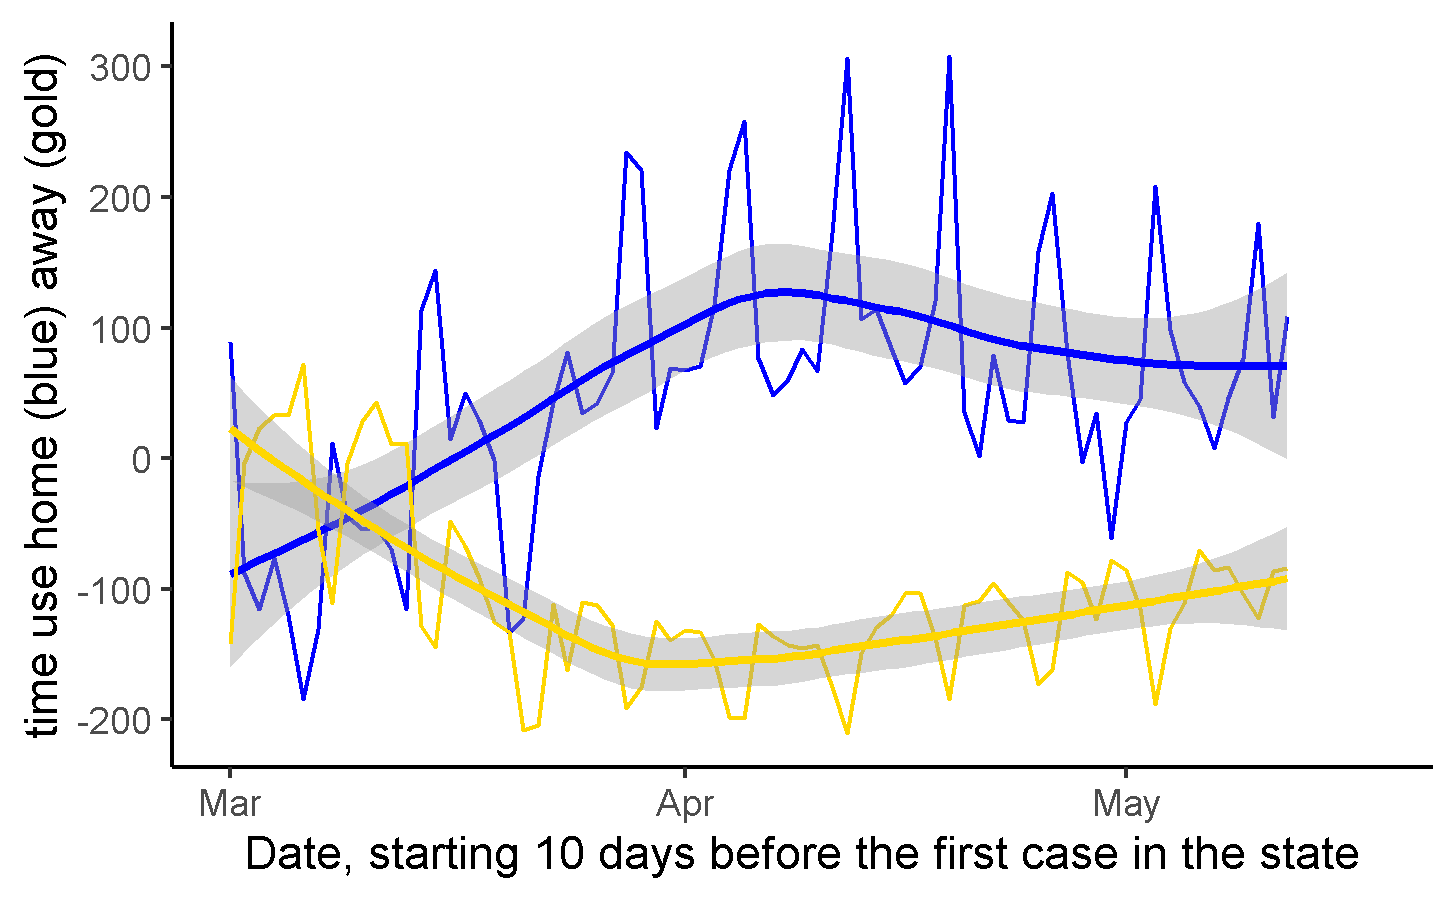 time use home (blue) away (gold)
300
200
100
0
-100
-200
Mar
Apr
May
Date, starting 10 days before the first case in the state